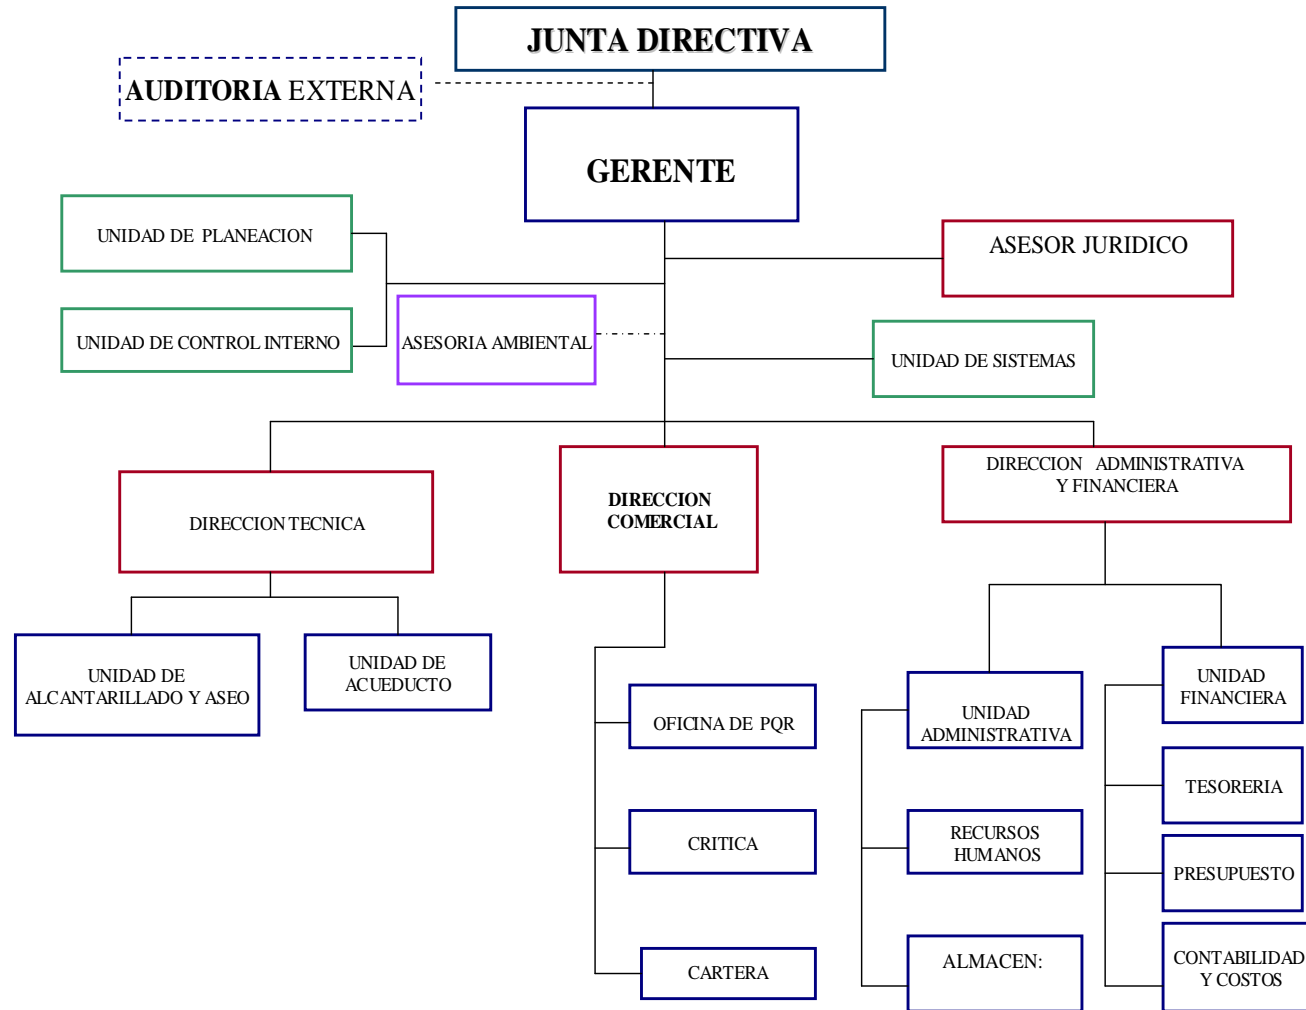 JUNTA DIRECTIVA
AUDITORIA EXTERNA
GERENTE
UNIDAD DE PLANEACION
ASESOR JURIDICO
UNIDAD DE CONTROL INTERNO
ASESORIA AMBIENTAL
UNIDAD DE SISTEMAS
DIRECCION TECNICA
DIRECCION
COMERCIAL
DIRECCION ADMINISTRATIVA
Y FINANCIERA
UNIDAD DE
ALCANTARILLADO Y ASEO
UNIDAD DE
ACUEDUCTO
OFICINA DE PQR
CRITICA
CARTERA
UNIDAD
ADMINISTRATIVA
RECURSOS
HUMANOS
ALMACEN:
UNIDAD
FINANCIERA
TESORERIA
PRESUPUESTO
CONTABILIDAD
Y COSTOS